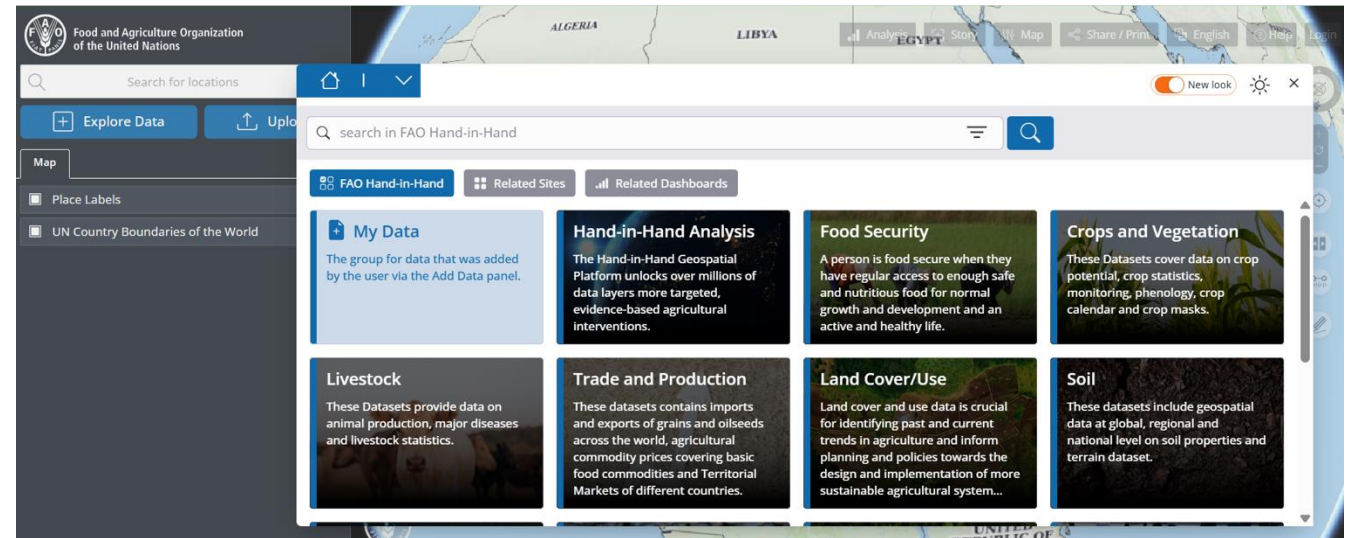 Food and Agriculture Organization
of the United Nations
ALGERIA
LIBYA
EGYPT
Analysis
Story
Map
Share / Print
English
Help
Login
Search for locations
New look
Explore Data
Uplo
search in FAO Hand-in-Hand
Map
FAO Hand-in-Hand
Related Sites
Related Dashboards
Place Labels
UN Country Boundaries of the World
My Data
The group for data that was added
by the user via the Add Data panel.
Hand-in-Hand Analysis
The Hand-in-Hand Geospatial
Platform unlocks over millions of
data layers more targeted,
evidence-based agricultural
interventions.
Food Security
A person is food secure when they
have regular access to enough safe
and nutritious food for normal
growth and development and an
active and healthy life.
Crops and Vegetation
These Datasets cover data on crop
potential, crop statistics,
monitoring, phenology, crop
calendar and crop masks.
Livestock
These Datasets provide data on
animal production, major diseases
and livestock statistics.
Trade and Production
These datasets contains imports
and exports of grains and oilseeds
across the world, agricultural
commodity prices covering basic
food commodities and Territorial
Markets of different countries.
Land Cover/Use
Land cover and use data is crucial
for identifying past and current
trends in agriculture and inform
planning and policies towards the
design and implementation of more
sustainable agricultural system...
Soil
These datasets include geospatial
data at global, regional and
national level on soil properties and
terrain dataset.
UNITED
REPUBLIC OF